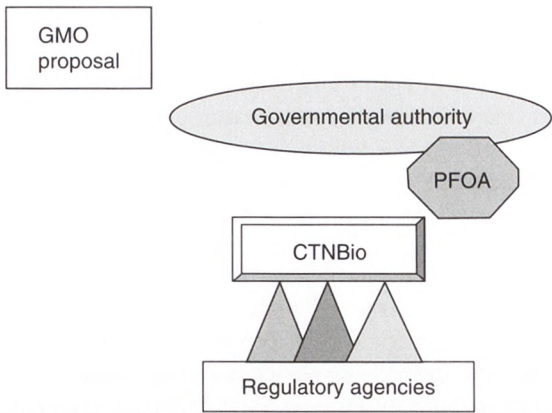 GMO
proposal
Governmental authority
PFOA
CTNBio
Regulatory agencies